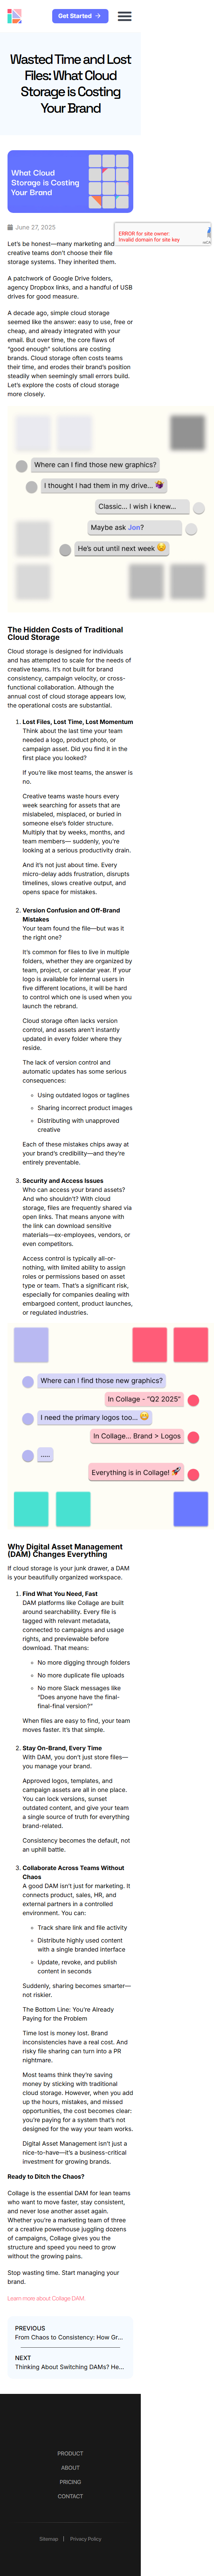 Get Started →
Wasted Time and Lost
Files: What Cloud
Storage is Costing
Your Brand
What Cloud
Storage is Costing
Your Brand
June 27, 2025
ERROR for site owner:
Invalid domain for site key
Let's be honest—many marketing and
creative teams don't choose their file
storage systems. They inherited them.
A patchwork of Google Drive folders,
agency Dropbox links, and a handful of USB
drives for good measure.
A decade ago, simple cloud storage
seemed like the answer: easy to use, free or
cheap, and already integrated with your
email. But over time, the core flaws of
"good enough" solutions are costing
brands. Cloud storage often costs teams
their time, and erodes their brand's position
steadily when seemingly small errors build.
Let's explore the costs of cloud storage
more closely.
Where can I find those new graphics?
I thought I had them in my drive...
Classic... I wish i knew...
Maybe ask Jon?
He's out until next week
The Hidden Costs of Traditional
Cloud Storage
Cloud storage is designed for individuals
and has attempted to scale for the needs of
creative teams. It's not built for brand
consistency, campaign velocity, or cross-
functional collaboration. Although the
annual cost of cloud storage appears low,
the operational costs are substantial.
1. Lost Files, Lost Time, Lost Momentum
Think about the last time your team
needed a logo, product photo, or
campaign asset. Did you find it in the
first place you looked?
If you're like most teams, the answer is
no.
Creative teams waste hours every
week searching for assets that are
mislabeled, misplaced, or buried in
someone else's folder structure.
Multiply that by weeks, months, and
team members— suddenly, you're
looking at a serious productivity drain.
And it's not just about time. Every
micro-delay adds frustration, disrupts
timelines, slows creative output, and
opens space for mistakes.
2. Version Confusion and Off-Brand
Mistakes
Your team found the file—but was it
the right one?
It's common for files to live in multiple
folders, whether they are organized by
team, project, or calendar year. If your
logo is available for internal users in
five different locations, it will be hard
to control which one is used when you
launch the rebrand.
Cloud storage often lacks version
control, and assets aren't instantly
updated in every folder where they
reside.
The lack of version control and
automatic updates has some serious
consequences:
Using outdated logos or taglines
Sharing incorrect product images
Distributing with unapproved
creative
Each of these mistakes chips away at
your brand's credibility—and they're
entirely preventable.
3. Security and Access Issues
Who can access your brand assets?
And who shouldn't? With cloud
storage, files are frequently shared via
open links. That means anyone with
the link can download sensitive
materials—ex-employees, vendors, or
even competitors.
Access control is typically all-or-
nothing, with limited ability to assign
roles or permissions based on asset
type or team. That's a significant risk,
especially for companies dealing with
embargoed content, product launches,
or regulated industries.
Where can I find those new graphics?
In Collage - "Q2 2025"
I need the primary logos too...
In Collage... Brand > Logos
.....
Everything is in Collage!
Why Digital Asset Management
(DAM) Changes Everything
If cloud storage is your junk drawer, a DAM
is your beautifully organized workspace.
1. Find What You Need, Fast
DAM platforms like Collage are built
around searchability. Every file is
tagged with relevant metadata,
connected to campaigns and usage
rights, and previewable before
download. That means:
No more digging through folders
No more duplicate file uploads
No more Slack messages like
"Does anyone have the final-
final-final version?"
When files are easy to find, your team
moves faster. It's that simple.
2. Stay On-Brand, Every Time
With DAM, you don't just store files—
you manage your brand.
Approved logos, templates, and
campaign assets are all in one place.
You can lock versions, sunset
outdated content, and give your team
a single source of truth for everything
brand-related.
Consistency becomes the default, not
an uphill battle.
3. Collaborate Across Teams Without
Chaos
A good DAM isn't just for marketing. It
connects product, sales, HR, and
external partners in a controlled
environment. You can:
Track share link and file activity
Distribute highly used content
with a single branded interface
Update, revoke, and publish
content in seconds
Suddenly, sharing becomes smarter—
not riskier.
The Bottom Line: You're Already
Paying for the Problem
Time lost is money lost. Brand
inconsistencies have a real cost. And
risky file sharing can turn into a PR
nightmare.
Most teams think they're saving
money by sticking with traditional
cloud storage. However, when you add
up the hours, mistakes, and missed
opportunities, the cost becomes clear:
you're paying for a system that's not
designed for the way your team works.
Digital Asset Management isn't just a
nice-to-have—it's a business-critical
investment for growing brands.
Ready to Ditch the Chaos?
Collage is the essential DAM for lean teams
who want to move faster, stay consistent,
and never lose another asset again.
Whether you're a marketing team of three
or a creative powerhouse juggling dozens
of campaigns, Collage gives you the
structure and speed you need to grow
without the growing pains.
Stop wasting time. Start managing your
brand.
Learn more about Collage DAM
PREVIOUS
From Chaos to Consistency: How Gr...
NEXT
Thinking About Switching DAMs? He...
PRODUCT
ABOUT
PRICING
CONTACT
Sitemap | Privacy Policy